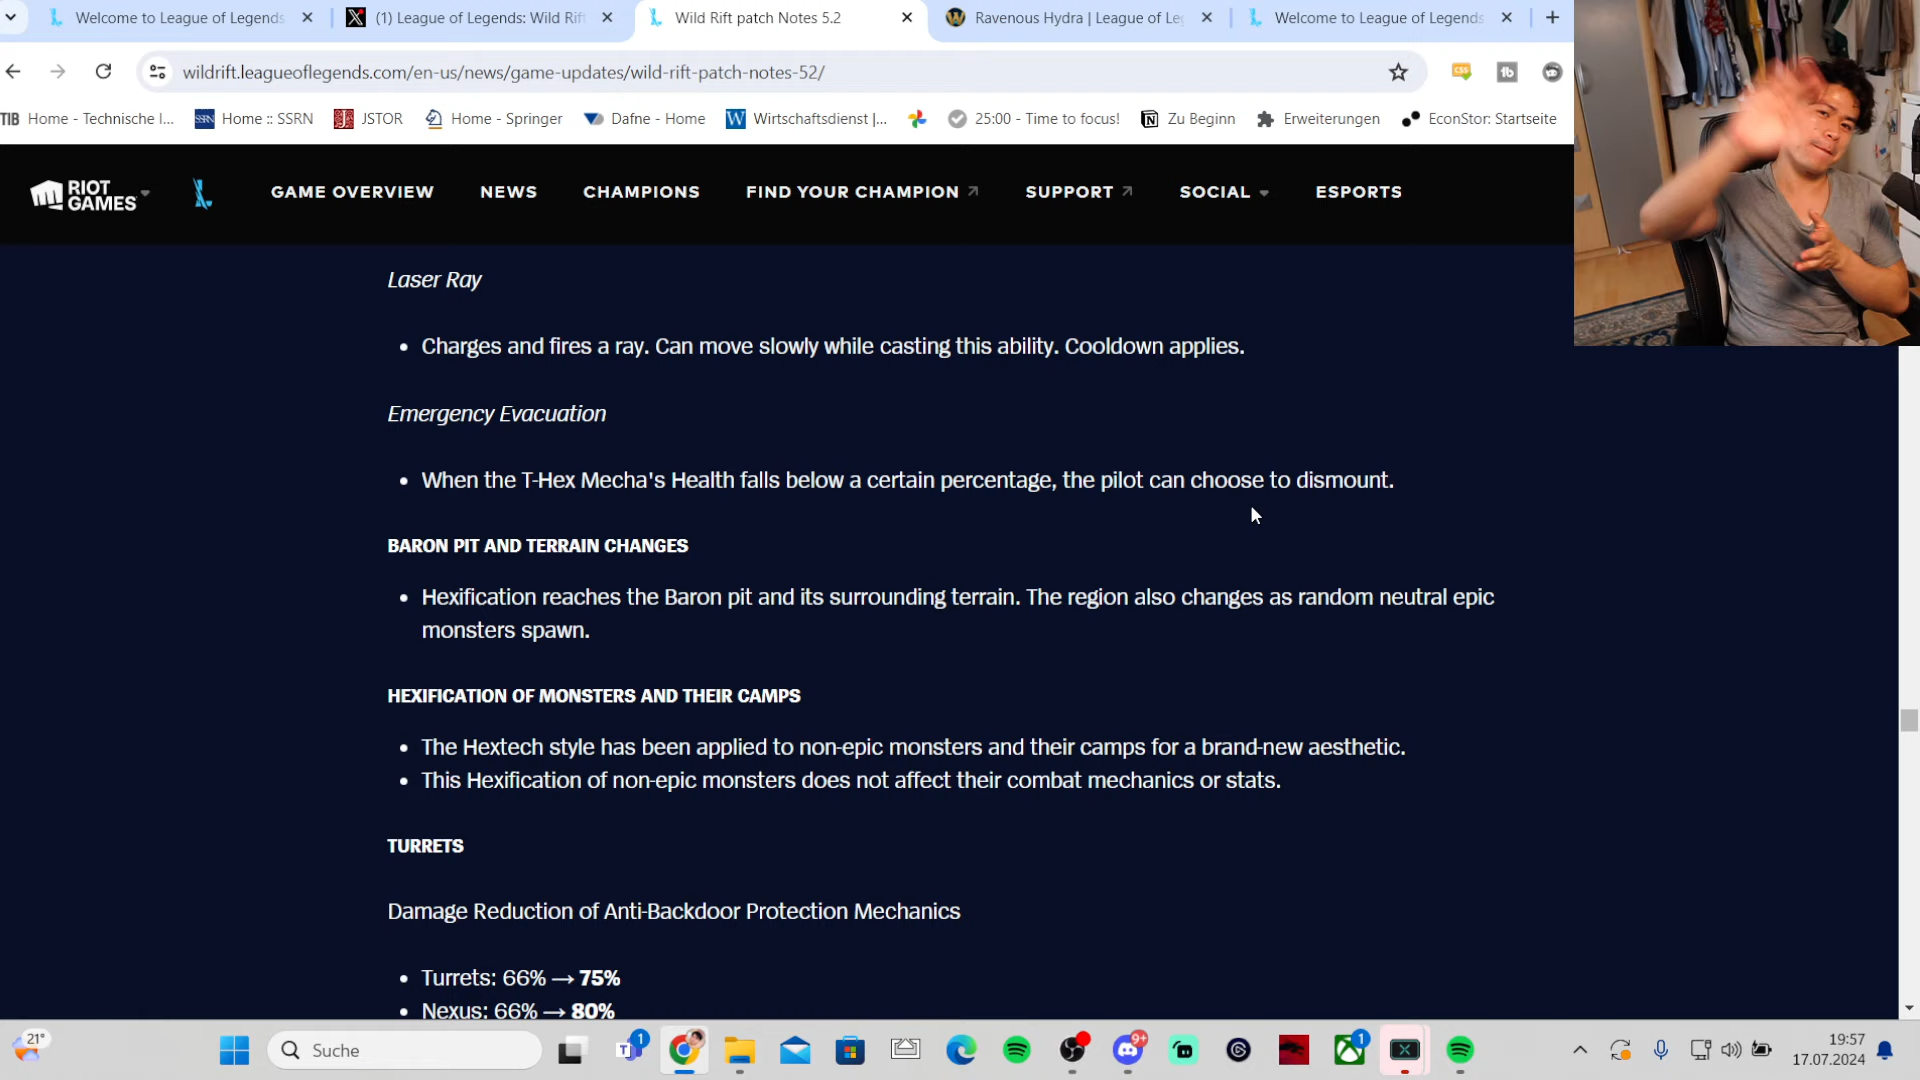 Welcome to League of Legends
(1) League of Legends: Wild Rif
Wild Rift patch Notes 5.2
Ravenous Hydra | League of Le
Welcome to League of Legends
wildrift.leagueoflegends.com/en-us/news/game-updates/wild-rift-patch-notes-52/
TIB Home - Technische I...
SSRN Home :: SSRN
JSTOR
Home - Springer
Dafne - Home
W Wirtschaftsdienst |...
25:00 - Time to focus!
Zu Beginn
Erweiterungen
EconStor: Startseite
RIOT GAMES
GAME OVERVIEW
NEWS
CHAMPIONS
FIND YOUR CHAMPION
SUPPORT
SOCIAL
ESPORTS
Laser Ray
• Charges and fires a ray. Can move slowly while casting this ability. Cooldown applies.
Emergency Evacuation
• When the T-Hex Mecha's Health falls below a certain percentage, the pilot can choose to dismount.
BARON PIT AND TERRAIN CHANGES
• Hexification reaches the Baron pit and its surrounding terrain. The region also changes as random neutral epic
monsters spawn.
HEXIFICATION OF MONSTERS AND THEIR CAMPS
• The Hextech style has been applied to non-epic monsters and their camps for a brand-new aesthetic.
• This Hexification of non-epic monsters does not affect their combat mechanics or stats.
TURRETS
Damage Reduction of Anti-Backdoor Protection Mechanics
• Turrets: 66% → 75%
• Nexus: 66% → 80%
21°
Suche
1
9+
1
19:57
17.07.2024